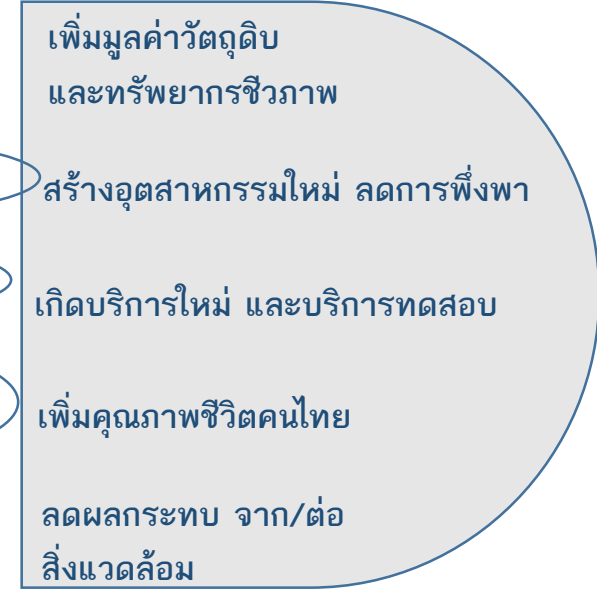 เพิ่มมูลค่าวัตถุดิบ
และทรัพยากรชีวภาพ
สร้างอุตสาหกรรมใหม่ ลดการพึ่งพา
เกิดบริการใหม่ และบริการทดสอบ
เพิ่มคุณภาพชีวิตคนไทย
ลดผลกระทบ จาก/ต่อ
สิ่งแวดล้อม